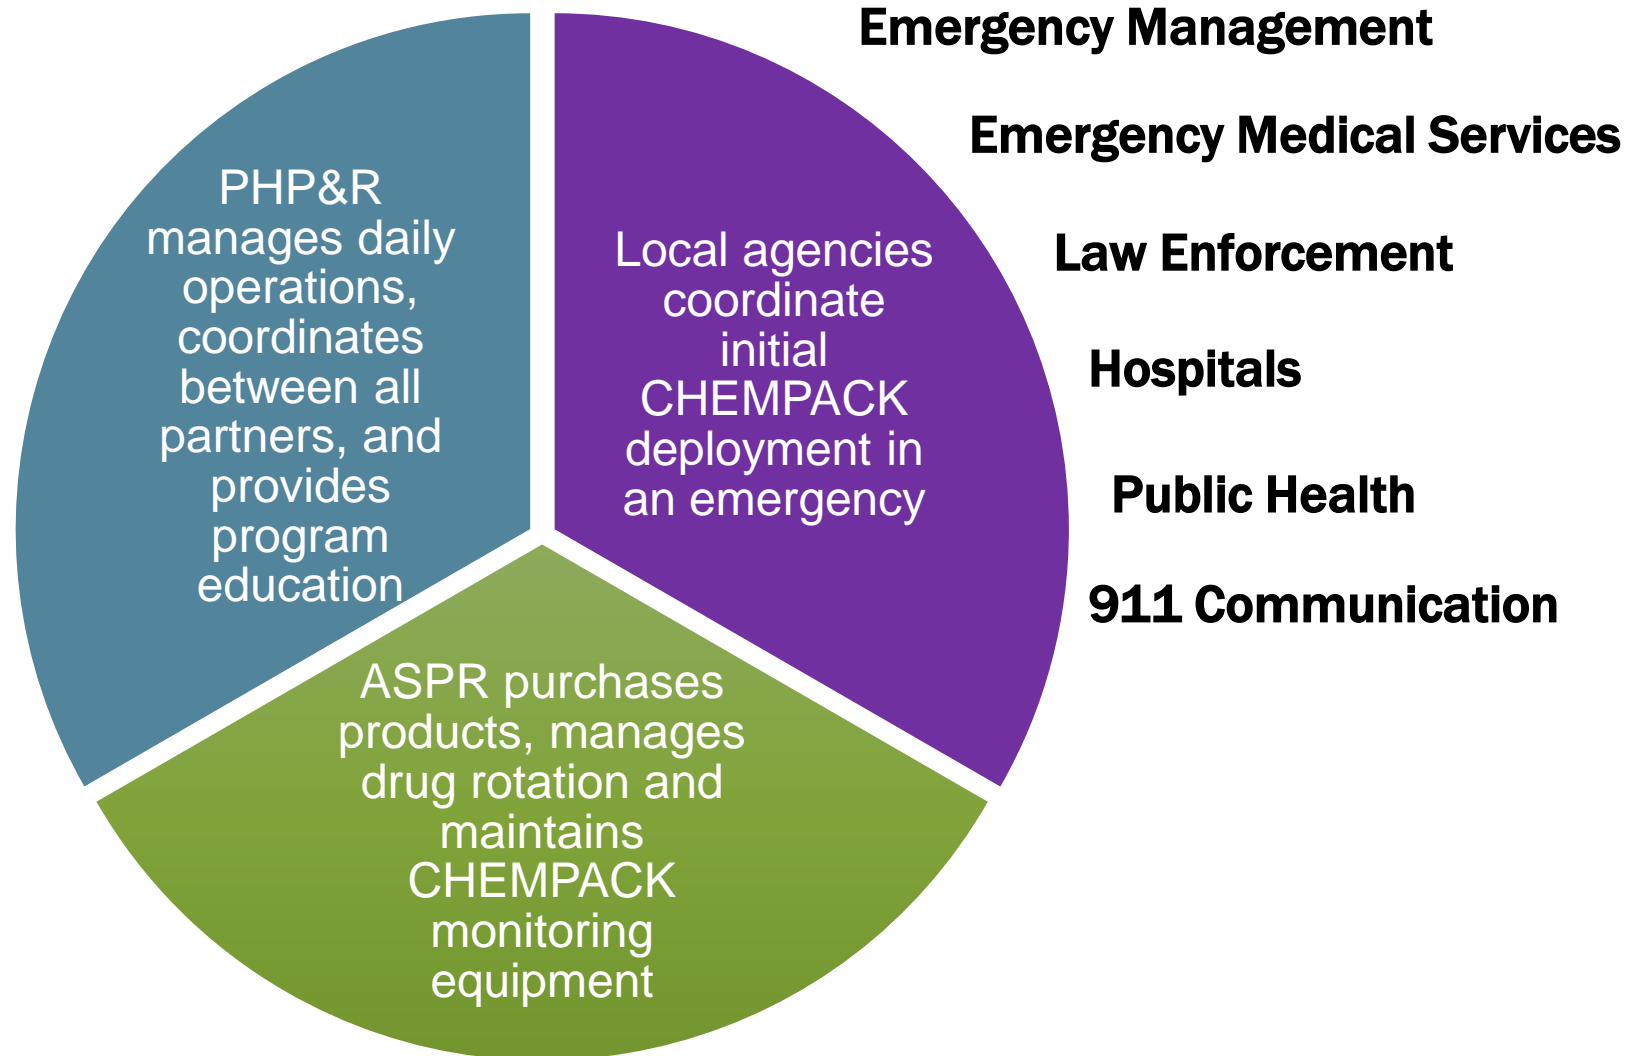 PHP&R
manages daily
operations,
coordinates
between all
partners, and
provides
program
education
Local agencies
coordinate
initial
CHEMPACK
deployment in
an emergency
ASPR purchases
products, manages
drug rotation and
maintains
CHEMPACK
monitoring
equipment
Emergency Management
Emergency Medical Services
Law Enforcement
Hospitals
Public Health
911 Communication